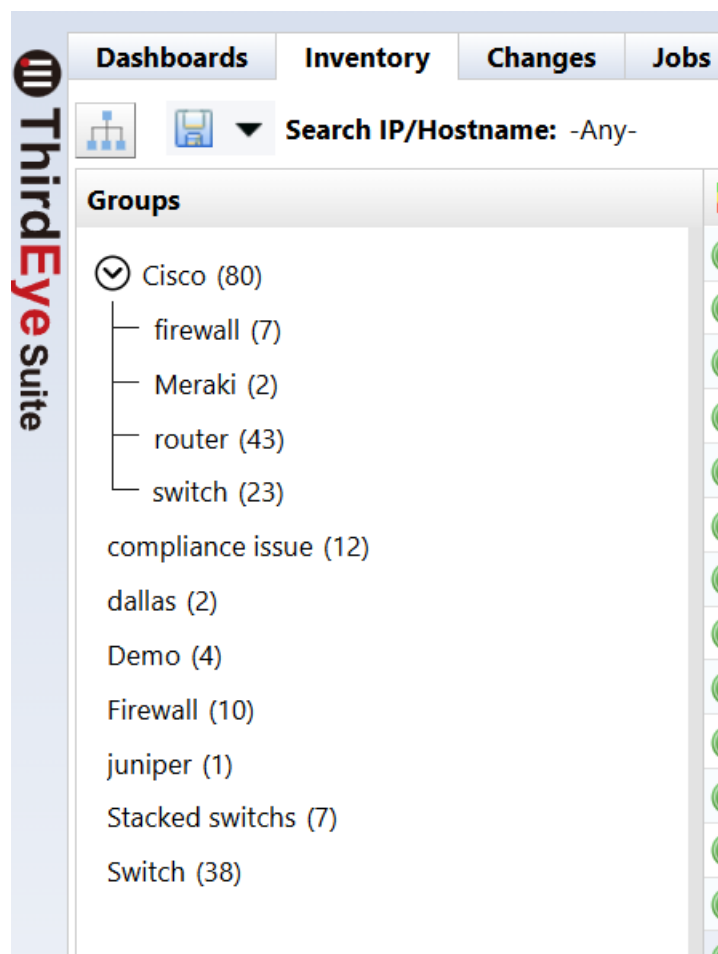 Dashboards Inventory Changes Jobs
Search IP/Hostname: -Any-
ThirdEye Suite
Groups
Cisco (80)
firewall (7)
Meraki (2)
router (43)
switch (23)
compliance issue (12)
dallas (2)
Demo (4)
Firewall (10)
juniper (1)
Stacked switchs (7)
Switch (38)